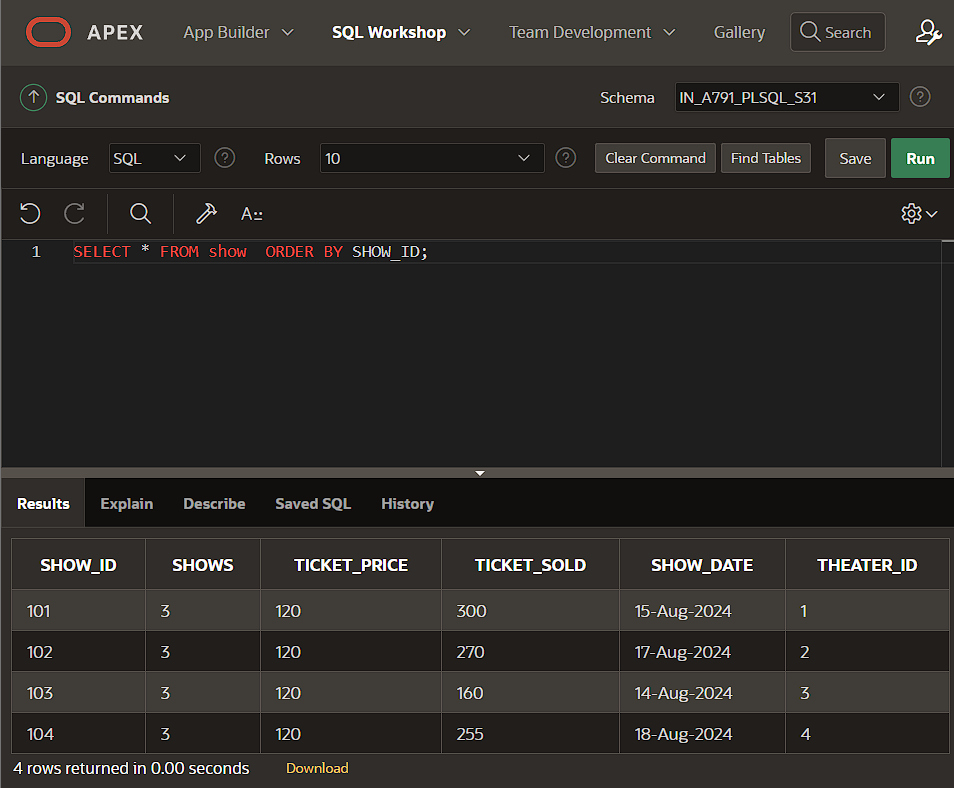 APEX App Builder SQL Workshop Team Development Gallery Search
SQL Commands Schema IN_A791_PLSQL_S31 ?
Language SQL ? Rows 10 ? Clear Command Find Tables Save Run
A::
1 SELECT * FROM show  ORDER BY SHOW_ID;
Results Explain Describe Saved SQL History
SHOW_ID SHOWS TICKET_PRICE TICKET_SOLD SHOW_DATE THEATER_ID
101 3 120 300 15-Aug-2024 1
102 3 120 270 17-Aug-2024 2
103 3 120 160 14-Aug-2024 3
104 3 120 255 18-Aug-2024 4
4 rows returned in 0.00 seconds Download